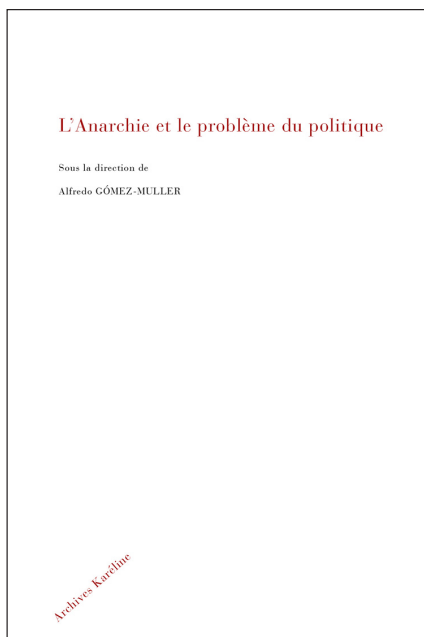 L'Anarchie et le problème du politique
Sous la direction de
Alfredo GÓMEZ-MULLER
Archives Karéline